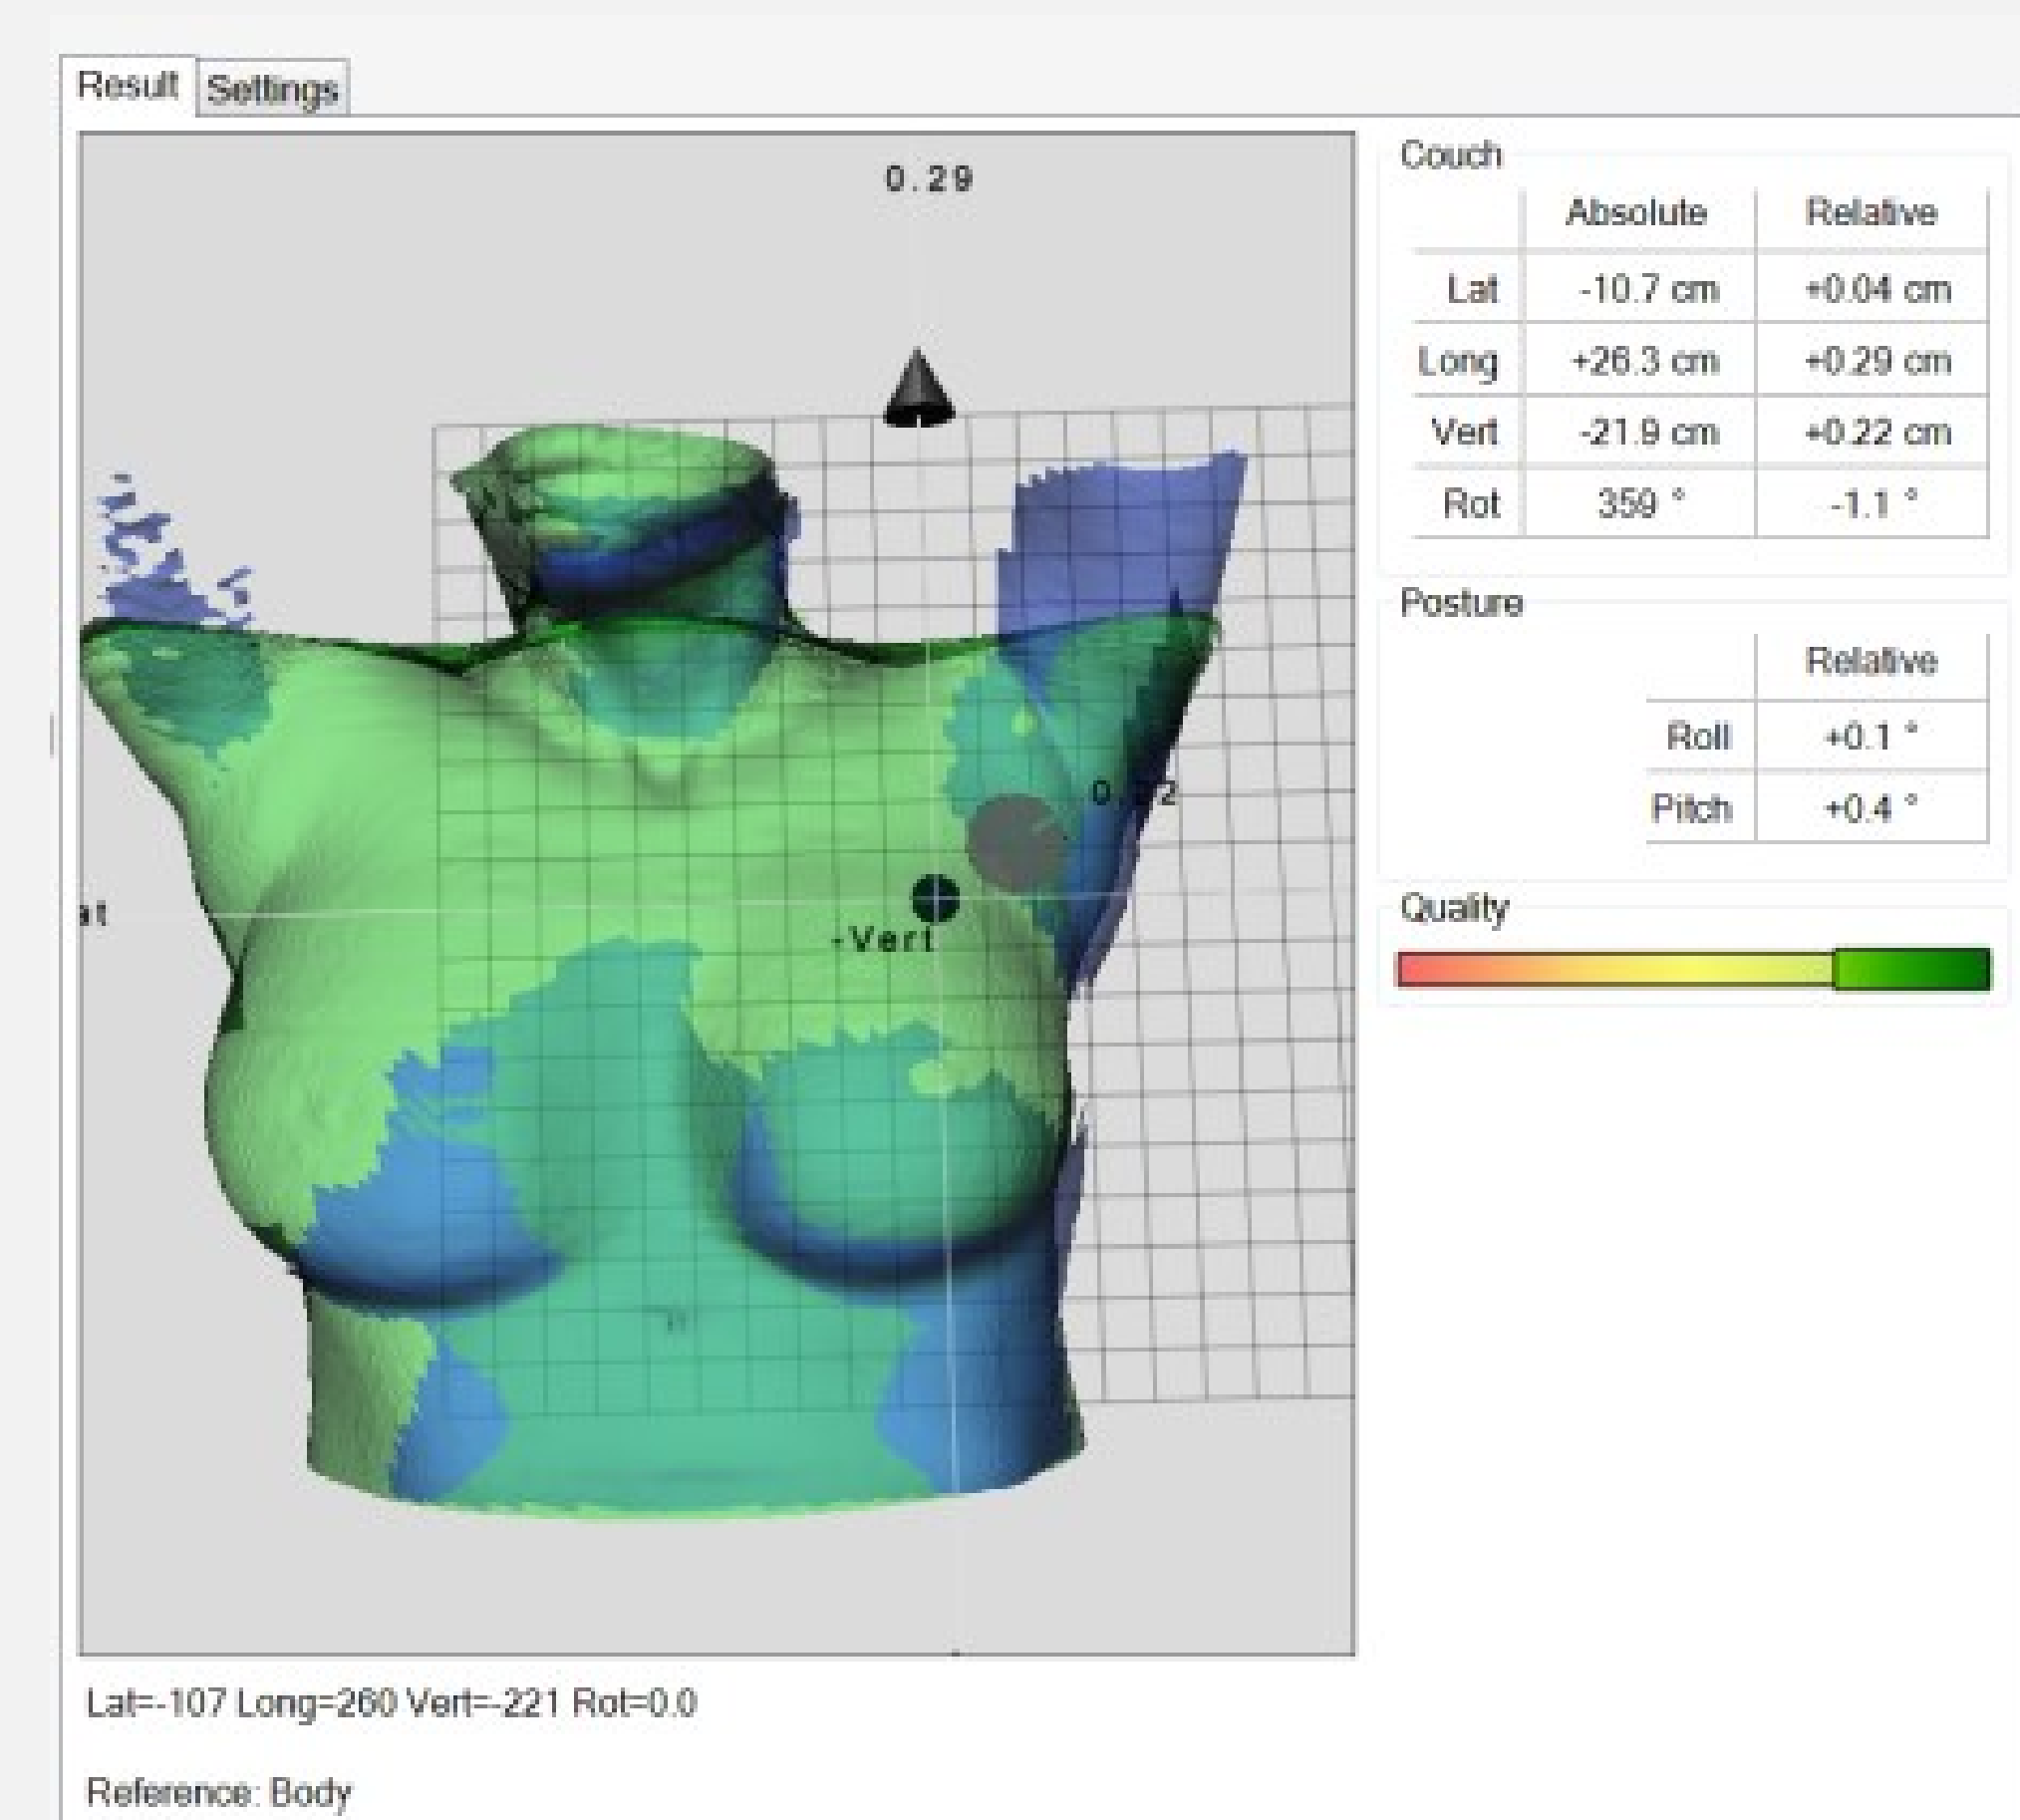 Result Settings
0.29
at
-Vert
Couch
Absolute Relative
Lat -10.7 cm +0.04 cm
Long +26.3 cm +0.29 cm
Vert -21.9 cm +0.22 cm
Rot 359 ° -1.1 °
Posture
Relative
Roll +0.1 °
Pitch +0.4 °
Quality
Lat=-107 Long=260 Vert=-221 Rot=0.0
Reference: Body